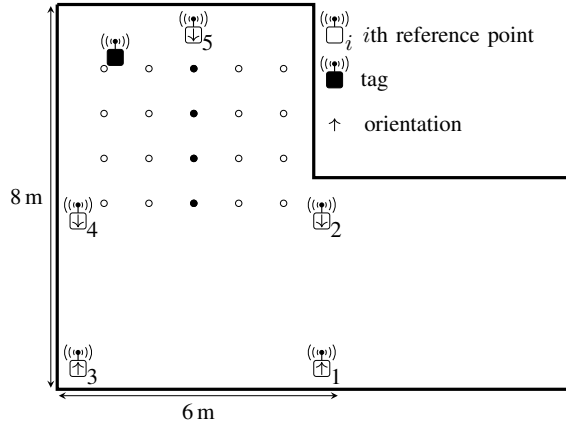 5
i ith reference point
tag
↑ orientation
8 m
4
2
3
1
6 m